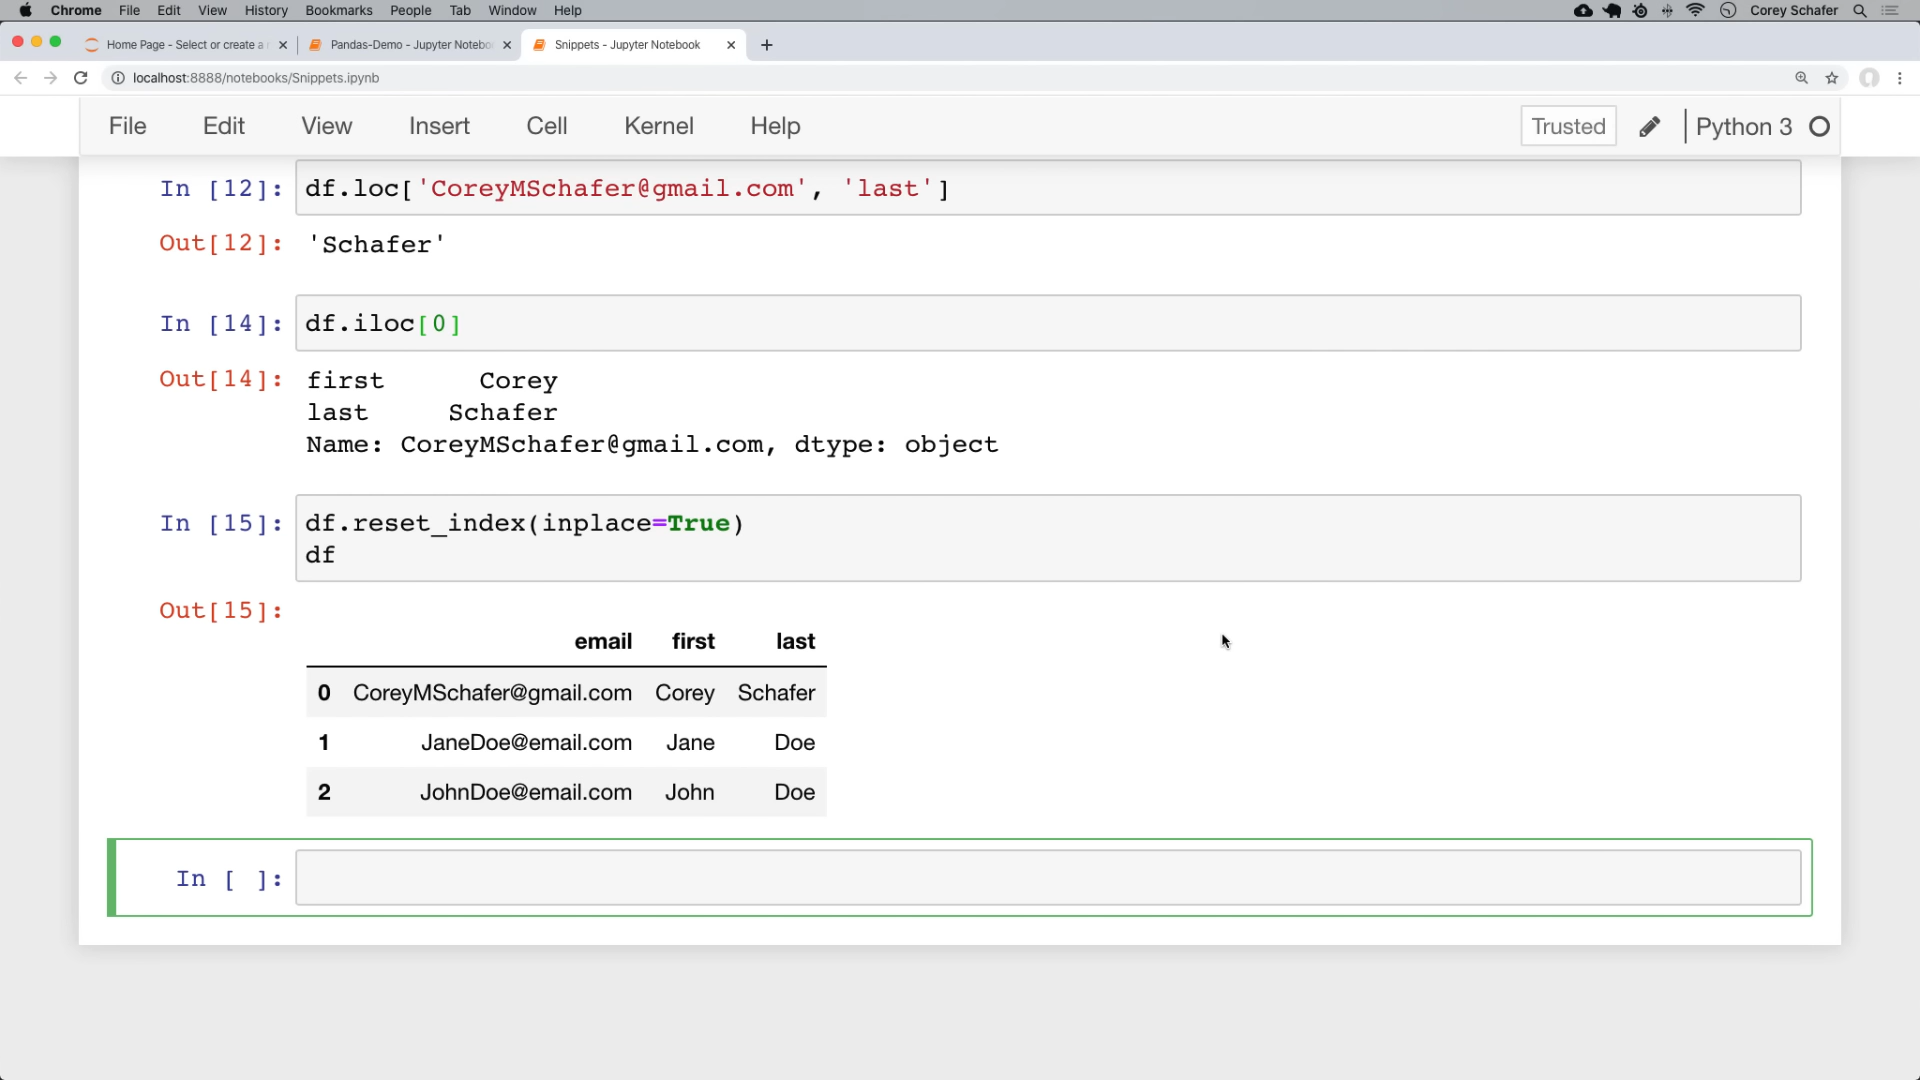 Chrome File Edit View History Bookmarks People Tab Window Help Corey Schafer
Home Page - Select or create a Pandas-Demo - Jupyter Notebo Snippets - Jupyter Notebook
localhost:8888/notebooks/Snippets.ipynb
File Edit View Insert Cell Kernel Help Trusted Python 3
In [12]: df.loc['CoreyMSchafer@gmail.com', 'last']
Out[12]: 'Schafer'
In [14]: df.iloc[0]
Out[14]: first Corey
last Schafer
Name: CoreyMSchafer@gmail.com, dtype: object
In [15]: df.reset_index(inplace=True)
df
Out[15]:
email first last
0 CoreyMSchafer@gmail.com Corey Schafer
1 JaneDoe@email.com Jane Doe
2 JohnDoe@email.com John Doe
In [ ]: